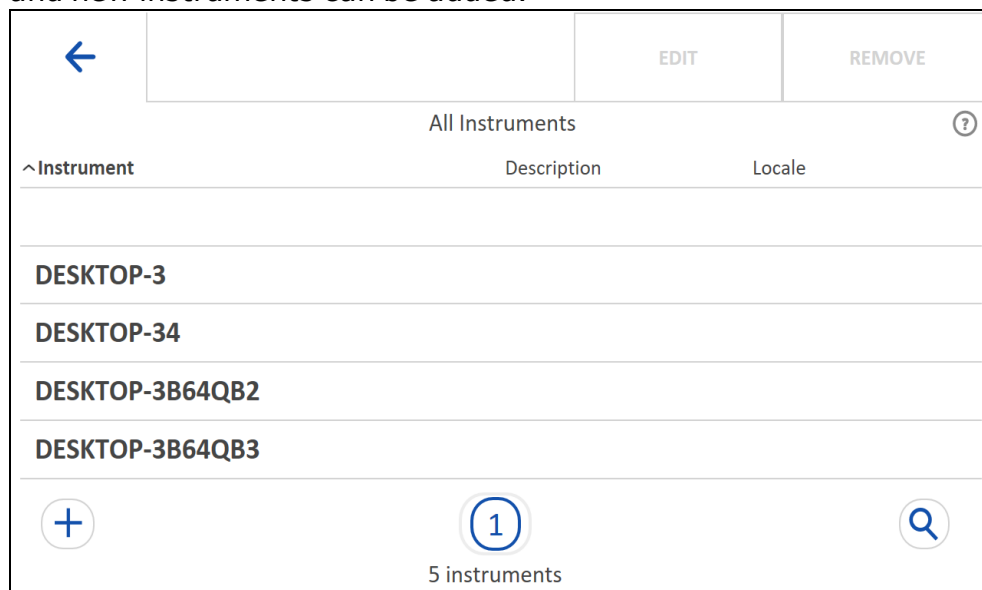 EDIT REMOVE
All Instruments ?
^Instrument Description Locale
DESKTOP-3
DESKTOP-34
DESKTOP-3B64QB2
DESKTOP-3B64QB3
1
5 instruments